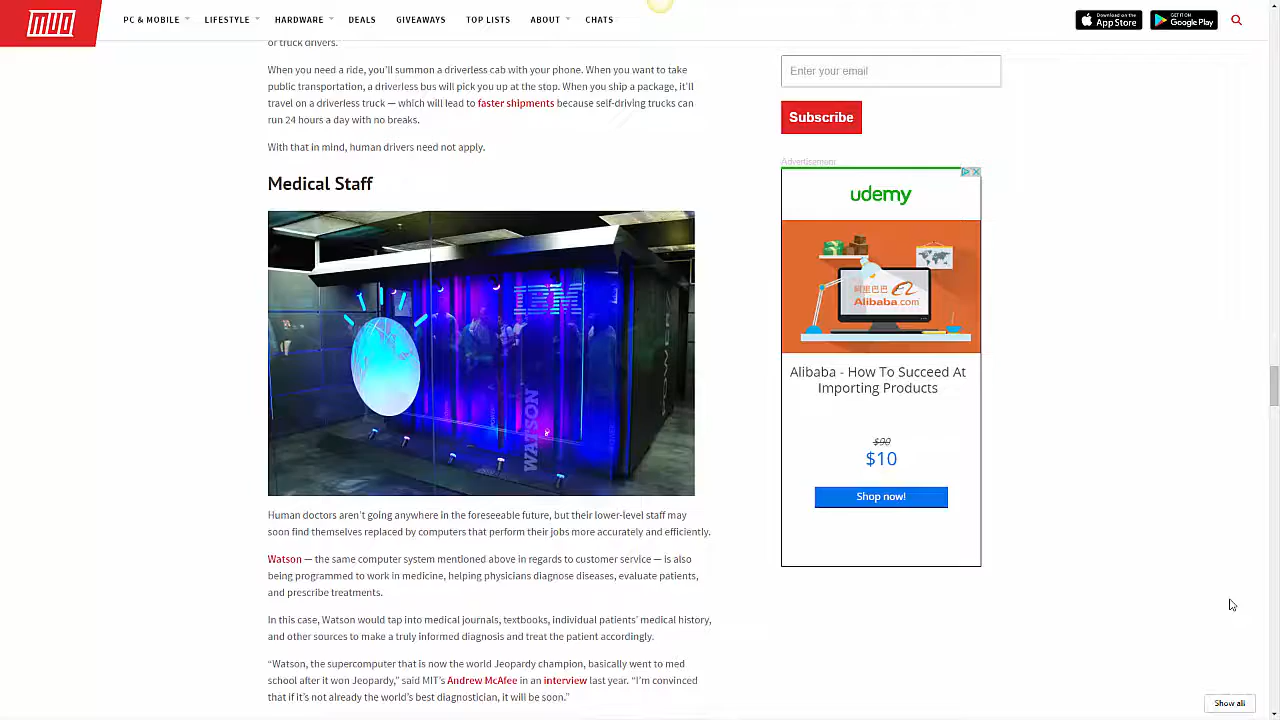 MUO
PC & MOBILE
LIFESTYLE
HARDWARE
DEALS
GIVEAWAYS
TOP LISTS
ABOUT
CHATS
Download on the
App Store
GET IT ON
Google Play
or truck drivers.
When you need a ride, you'll summon a driverless cab with your phone. When you want to take
public transportation, a driverless bus will pick you up at the stop. When you ship a package, it'll
travel on a driverless truck — which will lead to faster shipments because self-driving trucks can
run 24 hours a day with no breaks.
With that in mind, human drivers need not apply.
Medical Staff
WATSON
Human doctors aren't going anywhere in the foreseeable future, but their lower-level staff may
soon find themselves replaced by computers that perform their jobs more accurately and efficiently.
Watson — the same computer system mentioned above in regards to customer service — is also
being programmed to work in medicine, helping physicians diagnose diseases, evaluate patients,
and prescribe treatments.
In this case, Watson would tap into medical journals, textbooks, individual patients' medical history,
and other sources to make a truly informed diagnosis and treat the patient accordingly.
“Watson, the supercomputer that is now the world Jeopardy champion, basically went to med
school after it won Jeopardy,” said MIT's Andrew McAfee in an interview last year. “I'm convinced
that if it's not already the world's best diagnostician, it will be soon.”
Enter your email
Subscribe
Advertisement
udemy
阿里巴巴
Alibaba.com
Alibaba - How To Succeed At
Importing Products
$90
$10
Shop now!
Show all